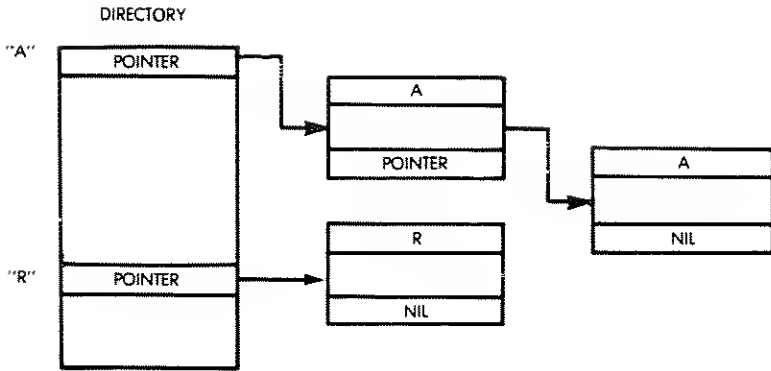 DIRECTORY
"A"
POINTER
A
POINTER
A
NIL
"R"
POINTER
R
NIL